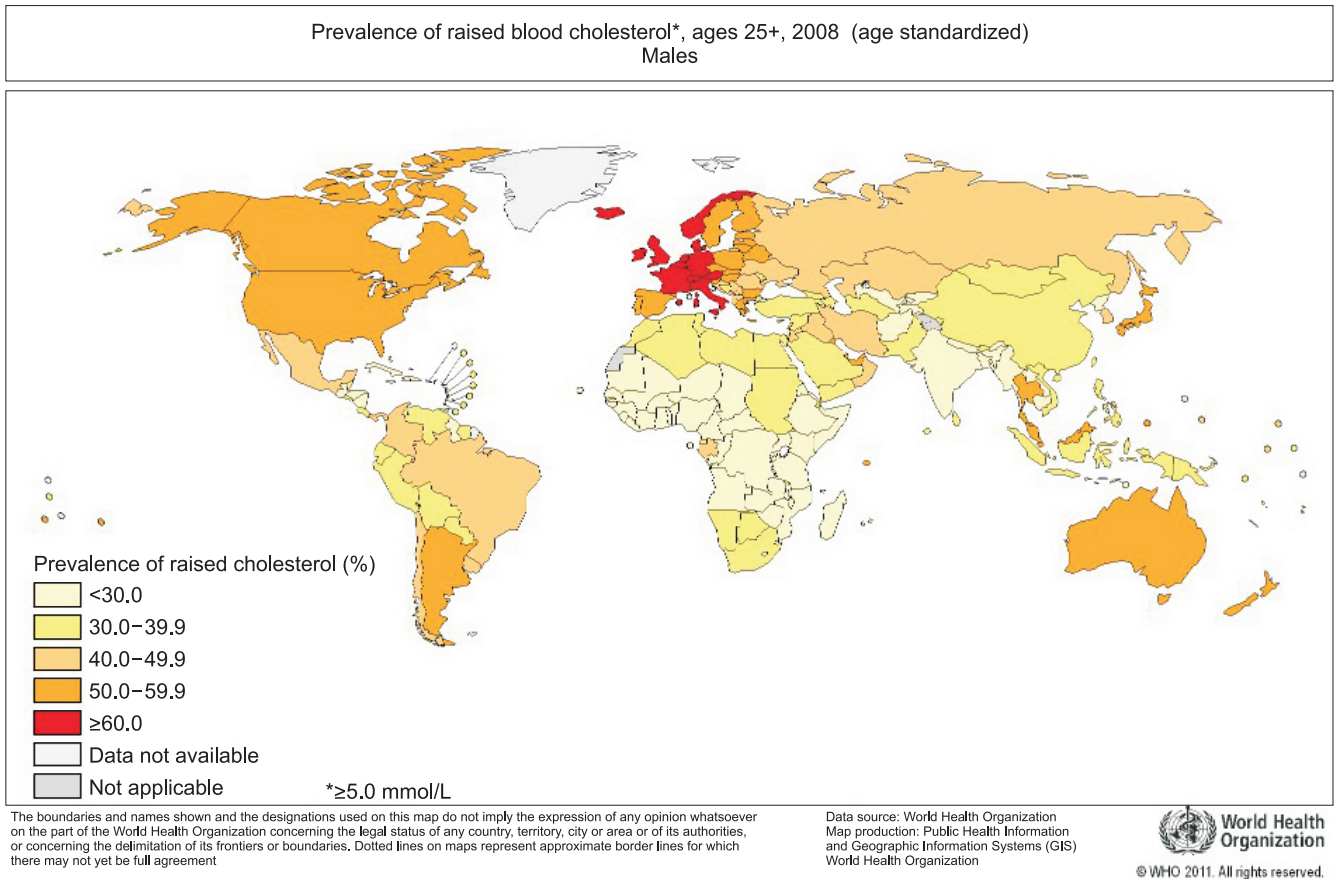 Prevalence of raised blood cholesterol*, ages 25+, 2008 (age standardized)
Males
Prevalence of raised cholesterol (%)
<30.0
30.0–39.9
40.0–49.9
50.0–59.9
≥60.0
Data not available
Not applicable
*≥5.0 mmol/L
The boundaries and names shown and the designations used on this map do not imply the expression of any opinion whatsoever
on the part of the World Health Organization concerning the legal status of any country, territory, city or area or of its authorities,
or concerning the delimitation of its frontiers or boundaries. Dotted lines on maps represent approximate border lines for which
there may not yet be full agreement
Data source: World Health Organization
Map production: Public Health Information
and Geographic Information Systems (GIS)
World Health Organization
World Health
Organization
© WHO 2011. All rights reserved.